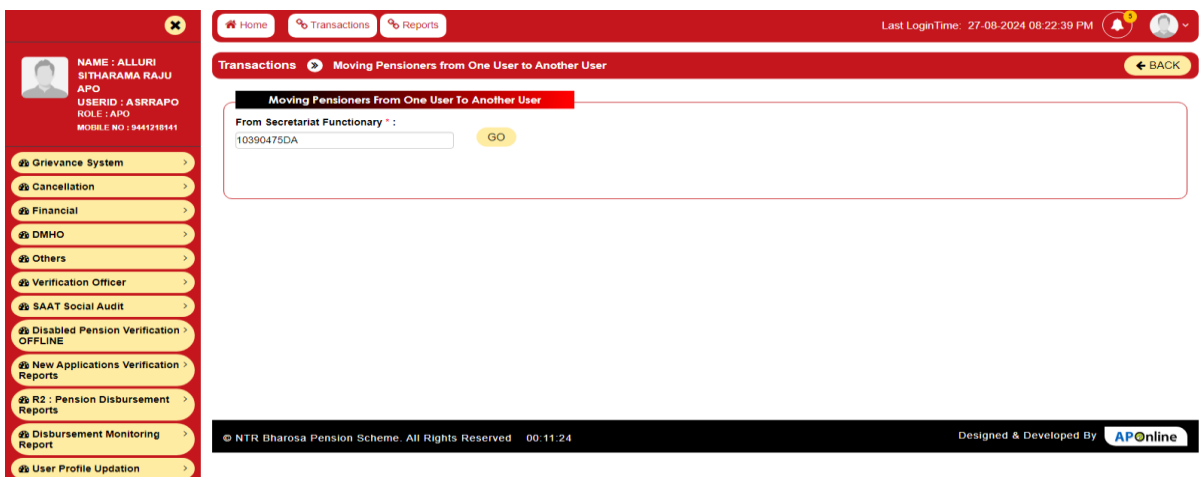 Home
Transactions
Reports
Last LoginTime: 27-08-2024 08:22:39 PM
5
NAME : ALLURI
SITHARAMA RAJU
APO
USERID : ASRRAPO
ROLE : APO
MOBILE NO : 9441218141
Grievance System
Cancellation
Financial
DMHO
Others
Verification Officer
SAAT Social Audit
Disabled Pension Verification
OFFLINE
New Applications Verification
Reports
R2 : Pension Disbursement
Reports
Disbursement Monitoring
Report
User Profile Updation
Transactions Moving Pensioners from One User to Another User
BACK
Moving Pensioners From One User To Another User
From Secretariat Functionary * :
10390475DA
GO
© NTR Bharosa Pension Scheme. All Rights Reserved 00:11:24
Designed & Developed By APOnline